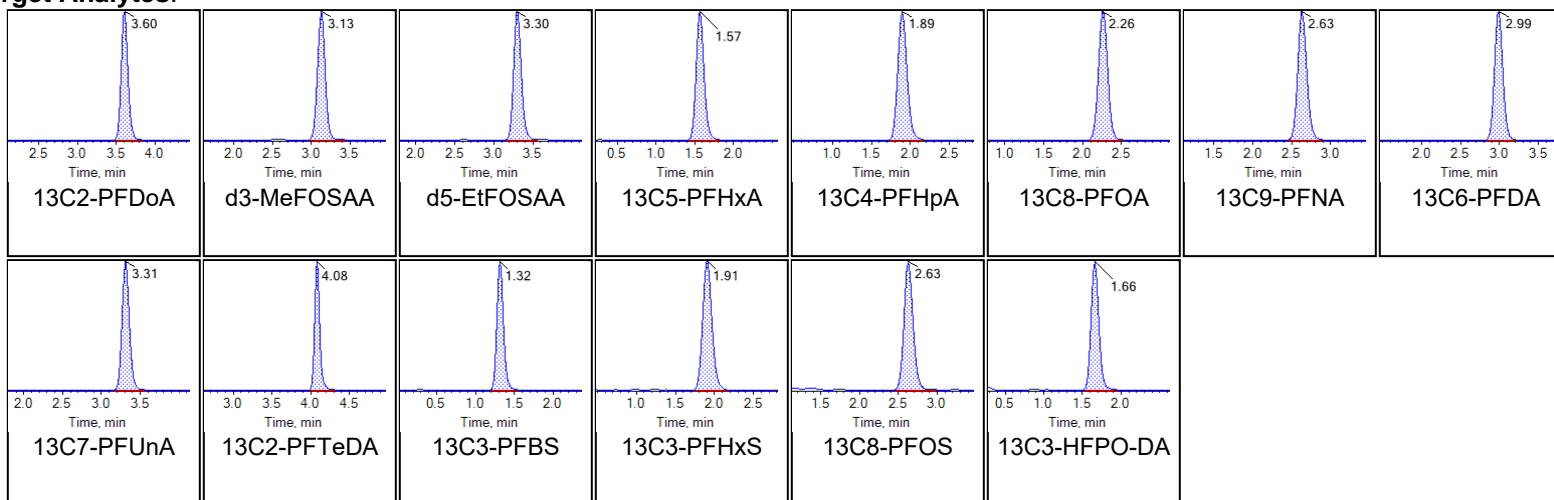 rget Analytes:
3.60 3.13 3.30 1.57 1.89 2.26 2.63 2.99
2.5 3.0 3.5 4.0 2.0 2.5 3.0 3.5 2.0 2.5 3.0 3.5 0.5 1.0 1.5 2.0 1.0 1.5 2.0 2.5 1.0 1.5 2.0 2.5 1.5 2.0 2.5 3.0 2.0 2.5 3.0 3.5
Time, min Time, min Time, min Time, min Time, min Time, min Time, min Time, min
13C2-PFDoA d3-MeFOSAA d5-EtFOSAA 13C5-PFHxA 13C4-PFHpA 13C8-PFOA 13C9-PFNA 13C6-PFDA
3.31 4.08 1.32 1.91 2.63 1.66
2.0 2.5 3.0 3.5 3.0 3.5 4.0 4.5 0.5 1.0 1.5 2.0 1.0 1.5 2.0 2.5 1.5 2.0 2.5 3.0 0.5 1.0 1.5 2.0
Time, min Time, min Time, min Time, min Time, min Time, min
13C7-PFUnA 13C2-PFTeDA 13C3-PFBS 13C3-PFHxS 13C8-PFOS 13C3-HFPO-DA